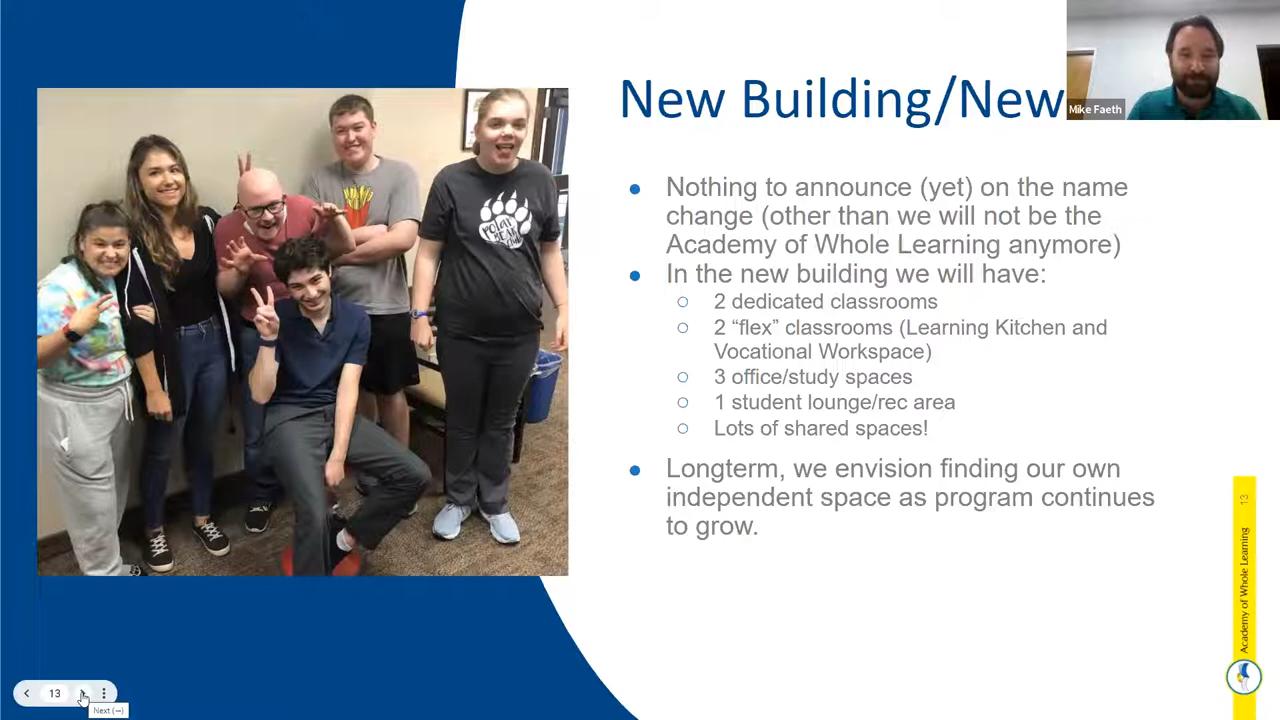 New Building/New
Mike Faeth
Nothing to announce (yet) on the name
change (other than we will not be the
Academy of Whole Learning anymore)
In the new building we will have:
2 dedicated classrooms
2 “flex” classrooms (Learning Kitchen and
Vocational Workspace)
3 office/study spaces
1 student lounge/rec area
Lots of shared spaces!
Longterm, we envision finding our own
independent space as program continues
to grow.
POLAR
BEAR
13
Academy of Whole Learning
13
Next (→)